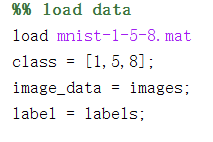 %% load data
load mnist-1-5-8.mat
class = [1,5,8];
image_data = images;
label = labels;